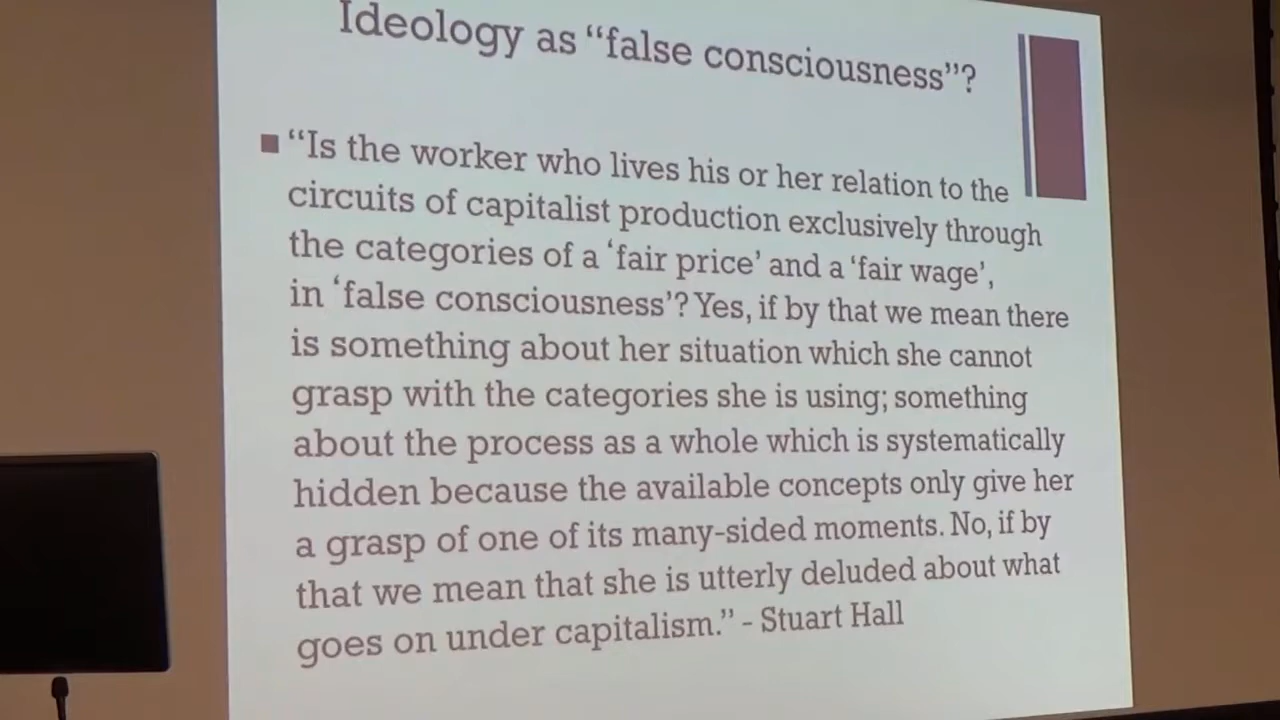 Ideology as “false consciousness”?
“Is the worker who lives his or her relation to the
circuits of capitalist production exclusively through
the categories of a ‘fair price’ and a ‘fair wage’,
in ‘false consciousness’? Yes, if by that we mean there
is something about her situation which she cannot
grasp with the categories she is using; something
about the process as a whole which is systematically
hidden because the available concepts only give her
a grasp of one of its many-sided moments. No, if by
that we mean that she is utterly deluded about what
goes on under capitalism.” - Stuart Hall